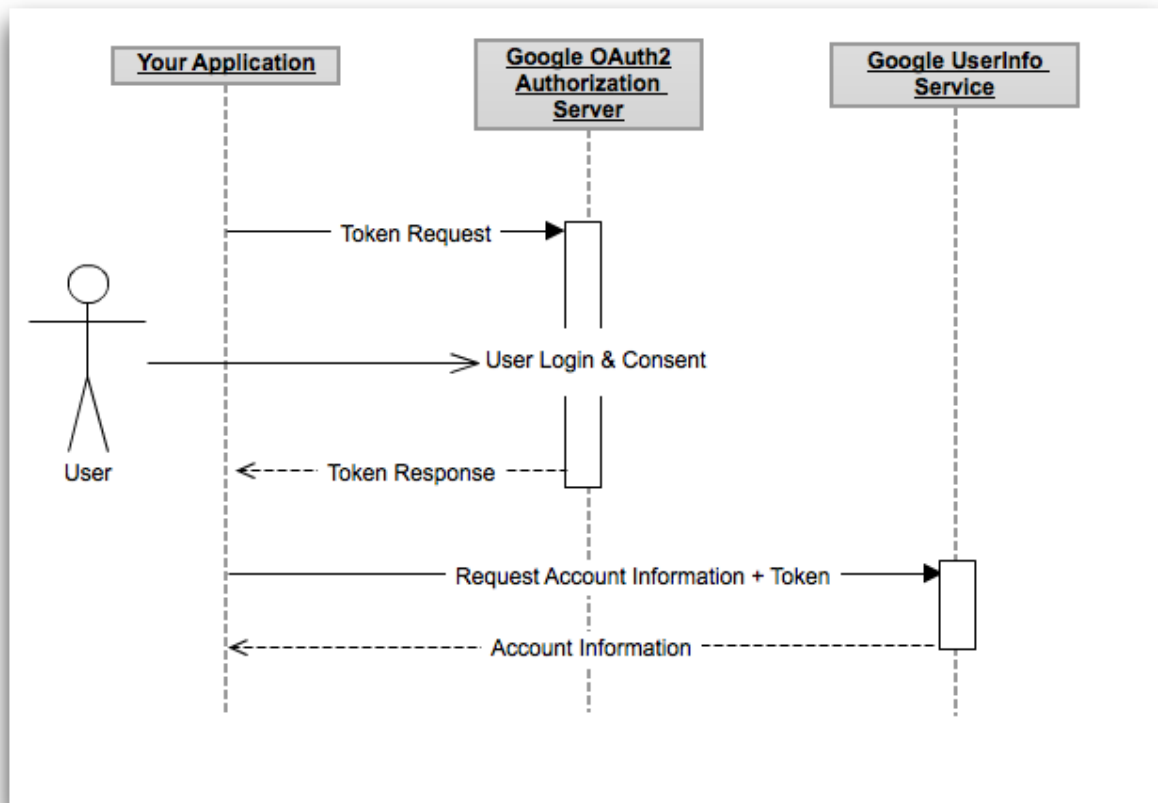 Your Application
Google OAuth2
Authorization
Server
Google UserInfo
Service
Token Request
User Login & Consent
User
Token Response
Request Account Information + Token
Account Information